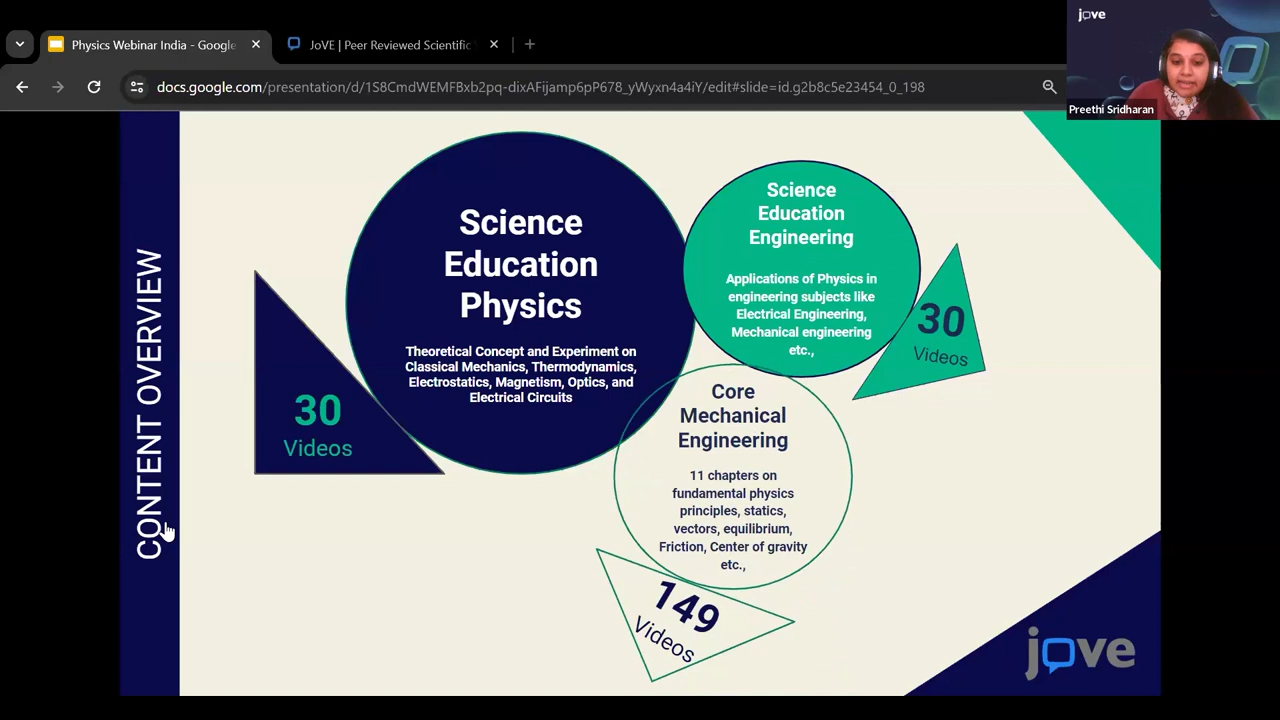 Physics Webinar India - Google
JoVE | Peer Reviewed Scientific
docs.google.com/presentation/d/1S8CmdWEMFBxb2pq-dixAFijamp6pP678_yWyxn4a4iY/edit#slide=id.g2b8c5e23454_0_198
jove
Preethi Sridharan
CONTENT OVERVIEW
Science
Education
Physics
Theoretical Concept and Experiment on
Classical Mechanics, Thermodynamics,
Electrostatics, Magnetism, Optics, and
Electrical Circuits
30
Videos
Science
Education
Engineering
Applications of Physics in
engineering subjects like
Electrical Engineering,
Mechanical engineering
etc.,
30
Videos
Core
Mechanical
Engineering
11 chapters on
fundamental physics
principles, statics,
vectors, equilibrium,
Friction, Center of gravity
etc.,
149
Videos
jove